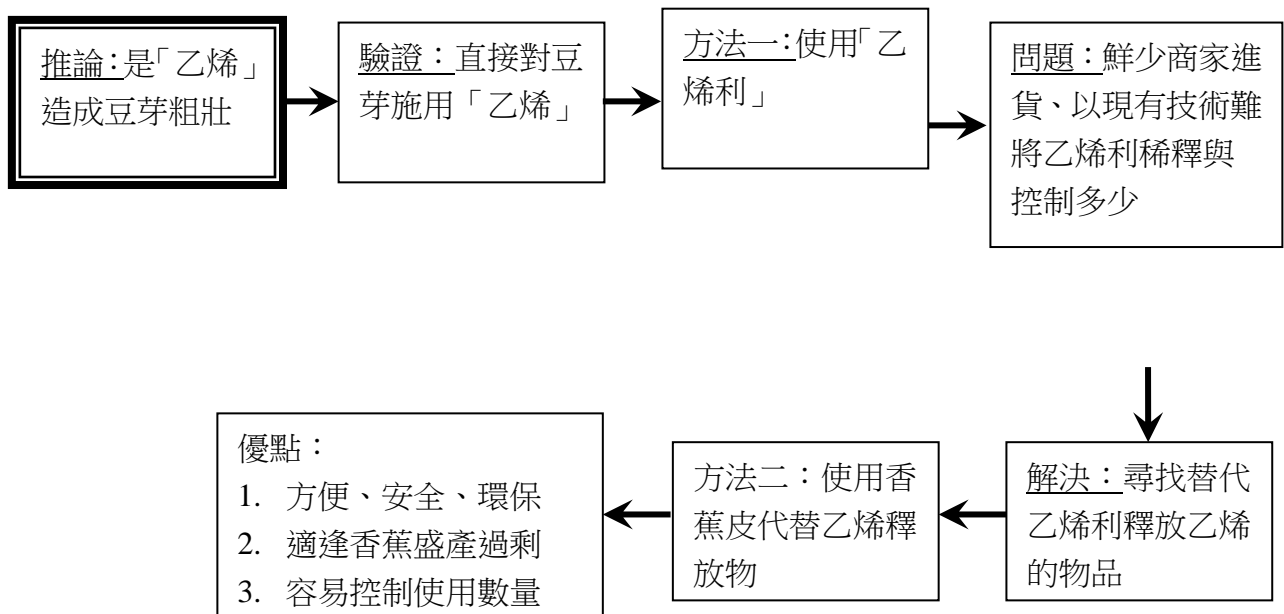 推論：是「乙烯」
造成豆芽粗壯
驗證：直接對豆
芽施用「乙烯」
方法一：使用「乙
烯利」
問題：鮮少商家進
貨、以現有技術難
將乙烯利稀釋與
控制多少
解決：尋找替代
乙烯利釋放乙烯
的物品
方法二：使用香
蕉皮代替乙烯釋
放物
優點：
1. 方便、安全、環保
2. 適逢香蕉盛產過剩
3. 容易控制使用數量